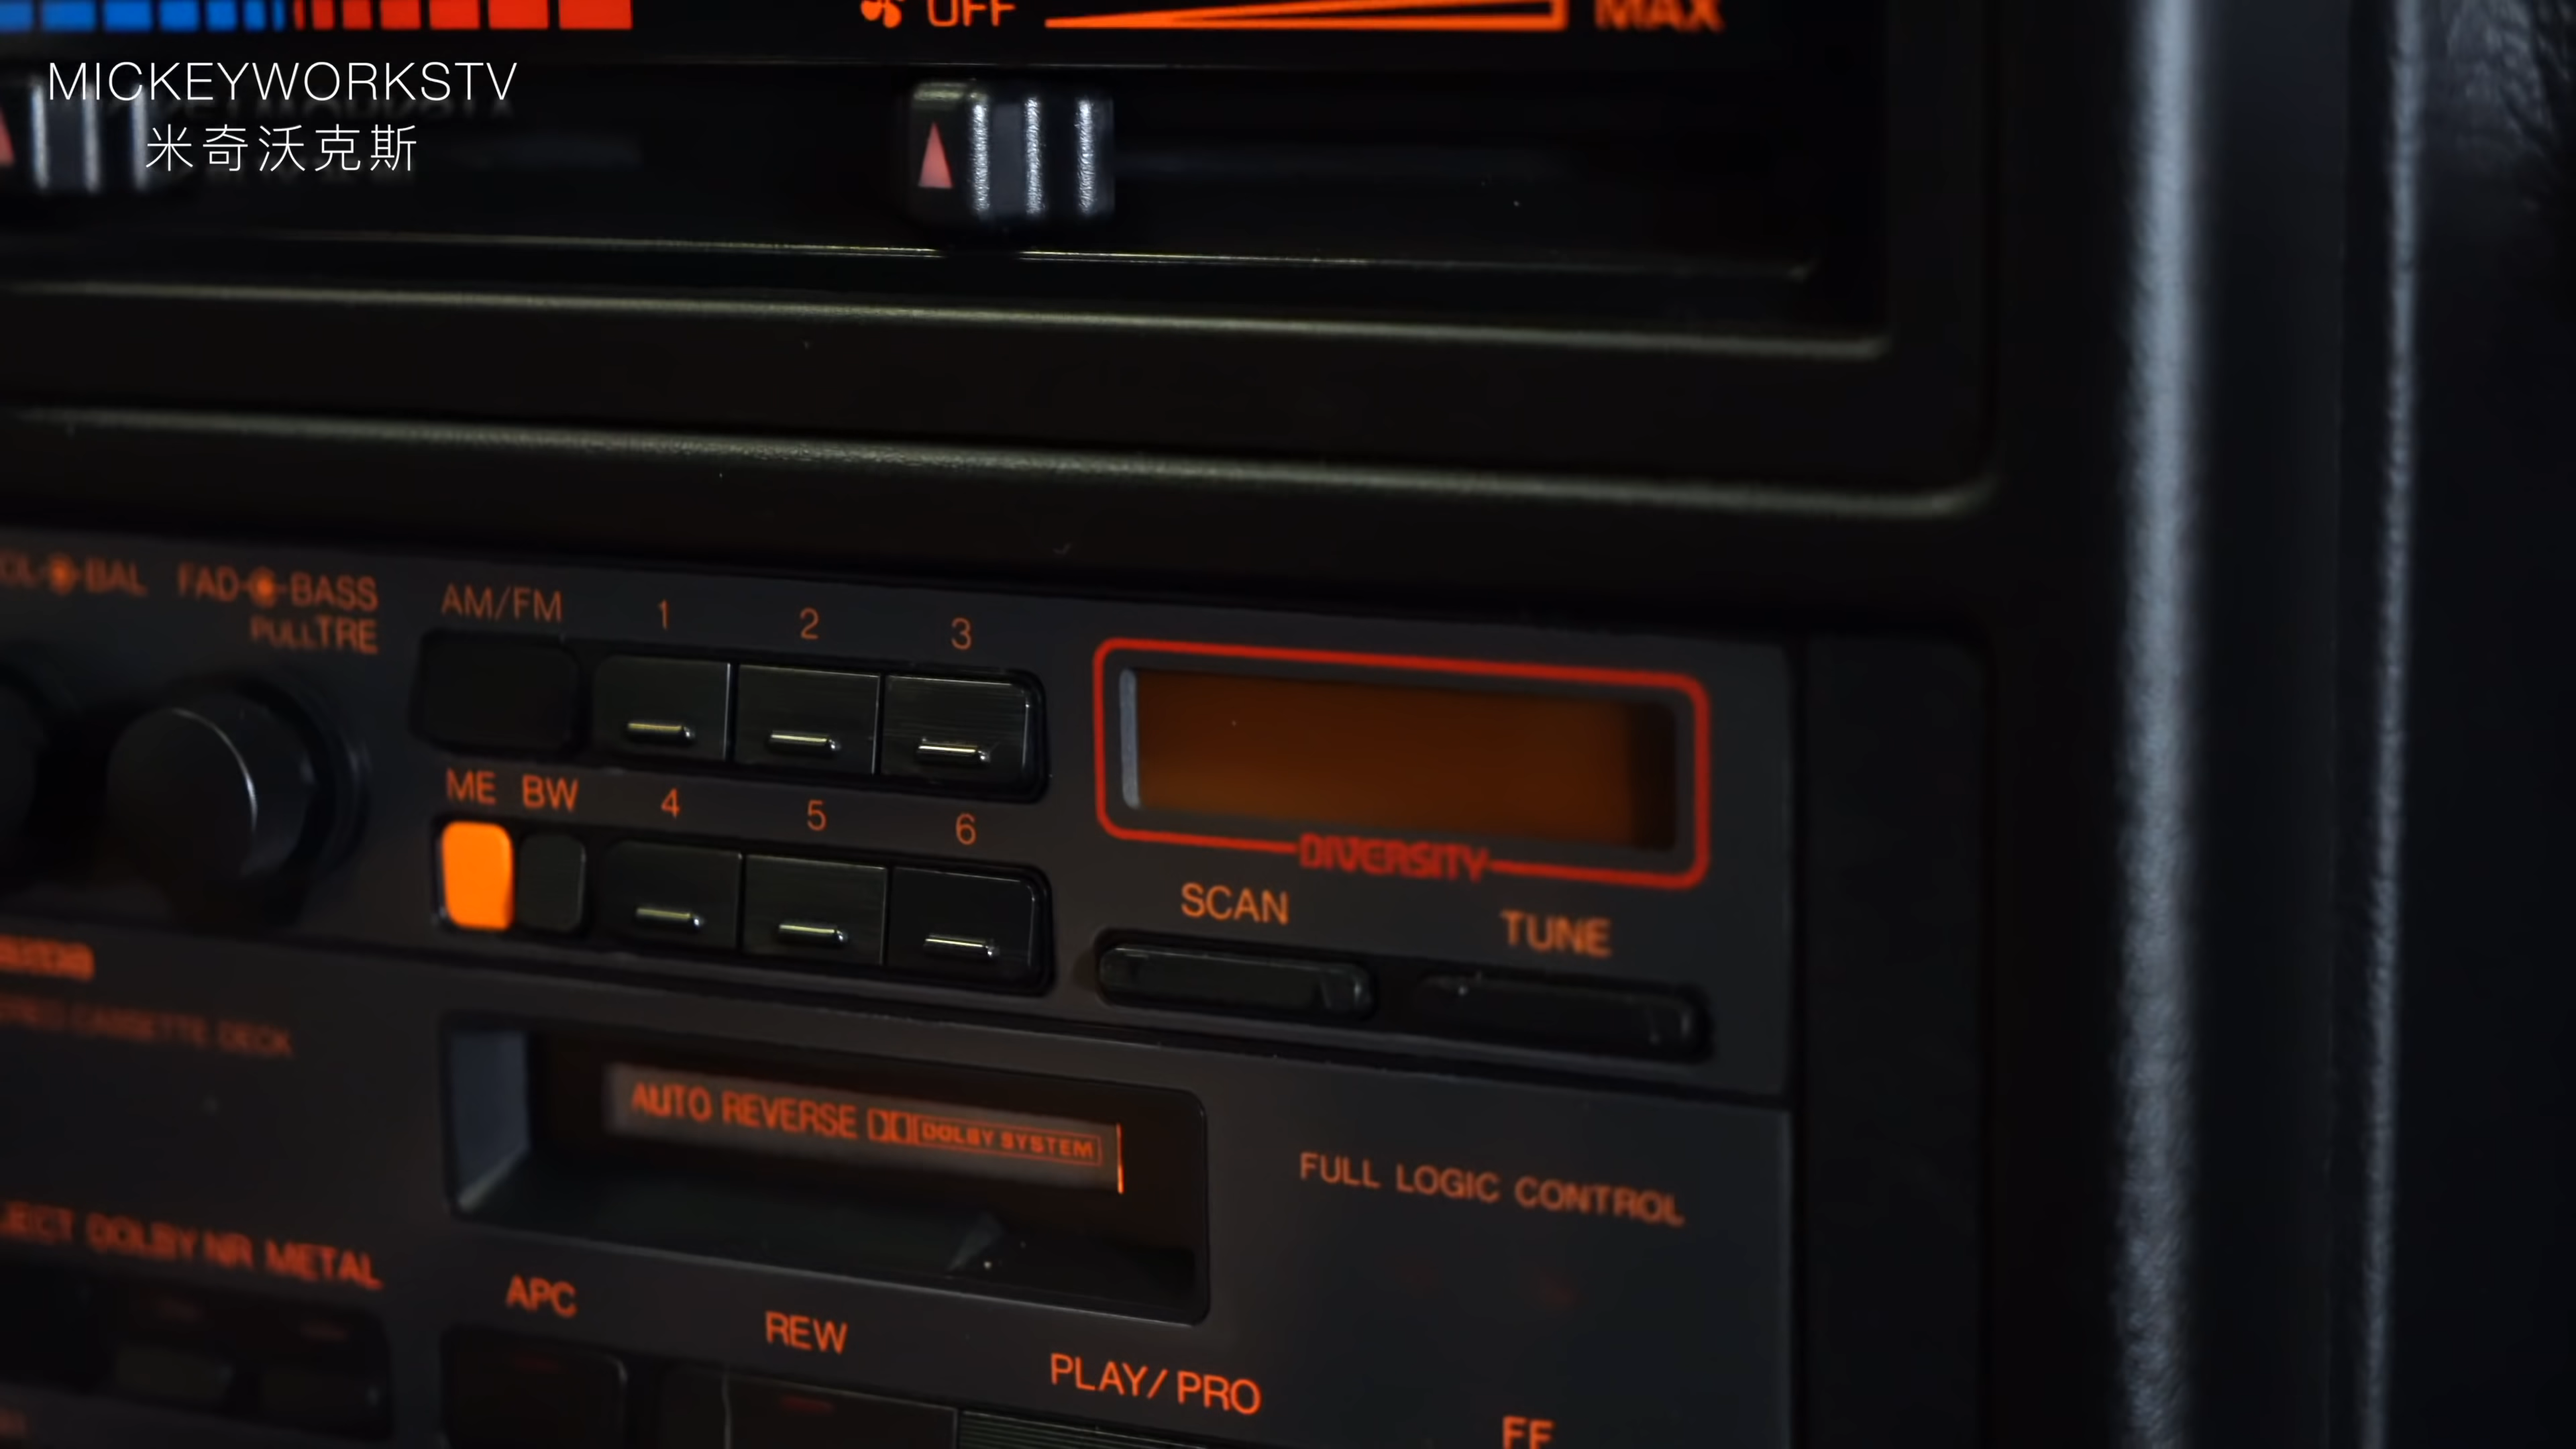 OFF MAX
MICKEYWORKSTV
米奇沃克斯
BAL FAD BASS
PULL TRE
AM/FM 1 2 3
ME BW 4 5 6
DIVERSITY
SCAN TUNE
CASSETTE DECK
AUTO REVERSE DOLBY SYSTEM
FULL LOGIC CONTROL
DOLBY NR METAL
APC REW PLAY/PRO FF